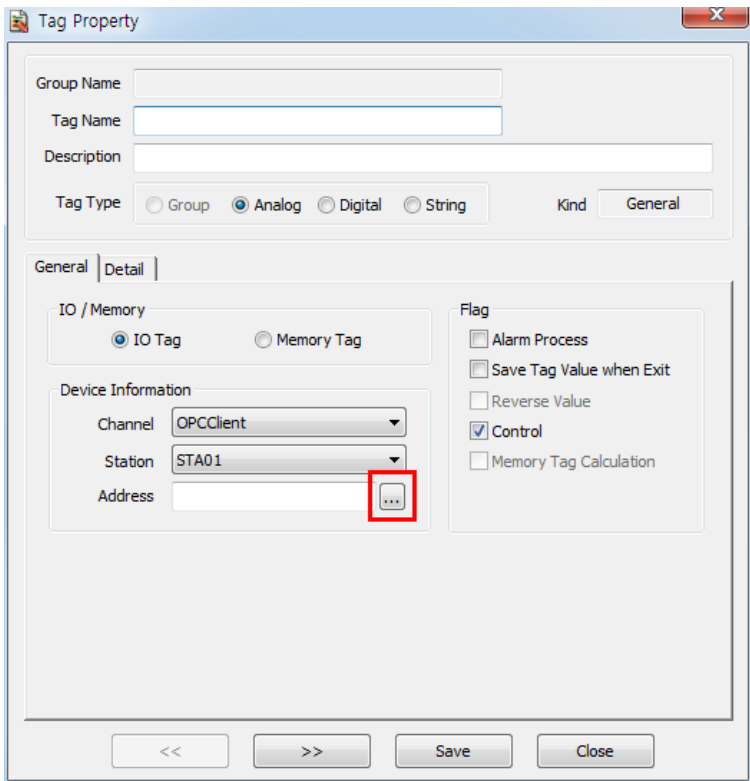 Tag Property
Group Name
Tag Name
Description
Tag Type Group Analog Digital String Kind General
General Detail
IO / Memory
IO Tag Memory Tag
Device Information
Channel OPCClient
Station STA01
Address ...
Flag
Alarm Process
Save Tag Value when Exit
Reverse Value
Control
Memory Tag Calculation
<< >> Save Close